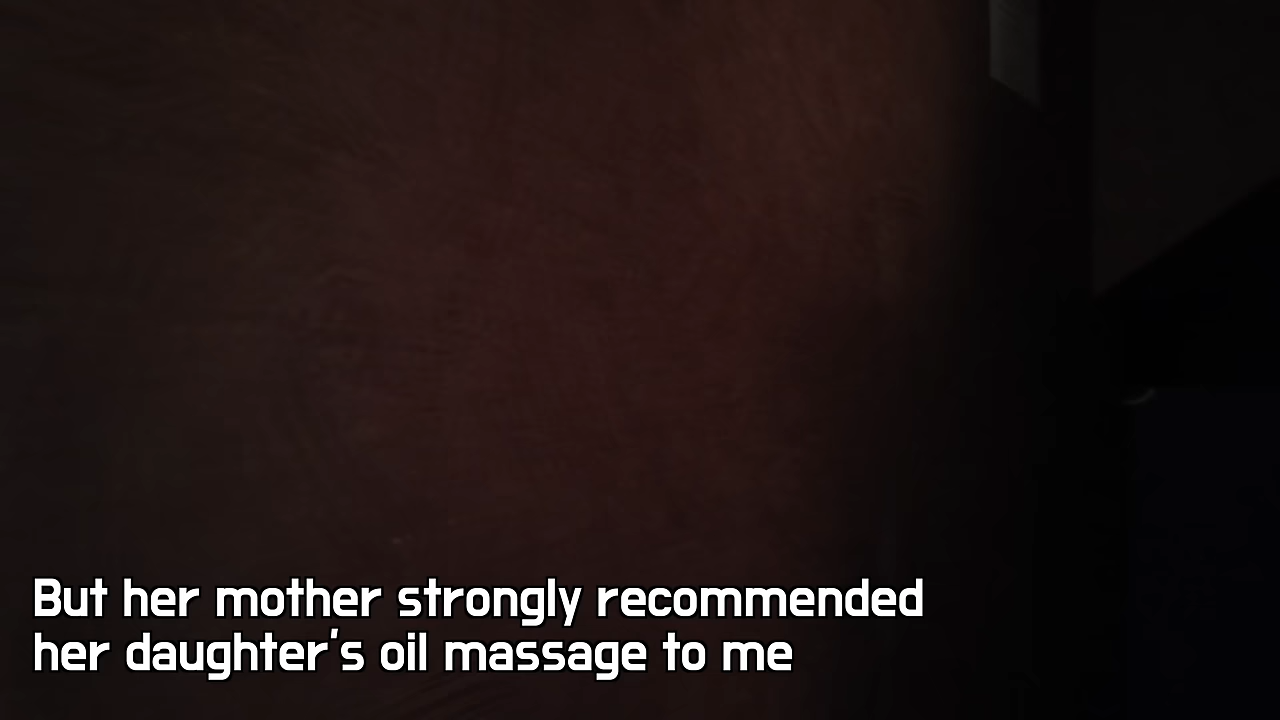 But her mother strongly recommended
her daughter's oil massage to me